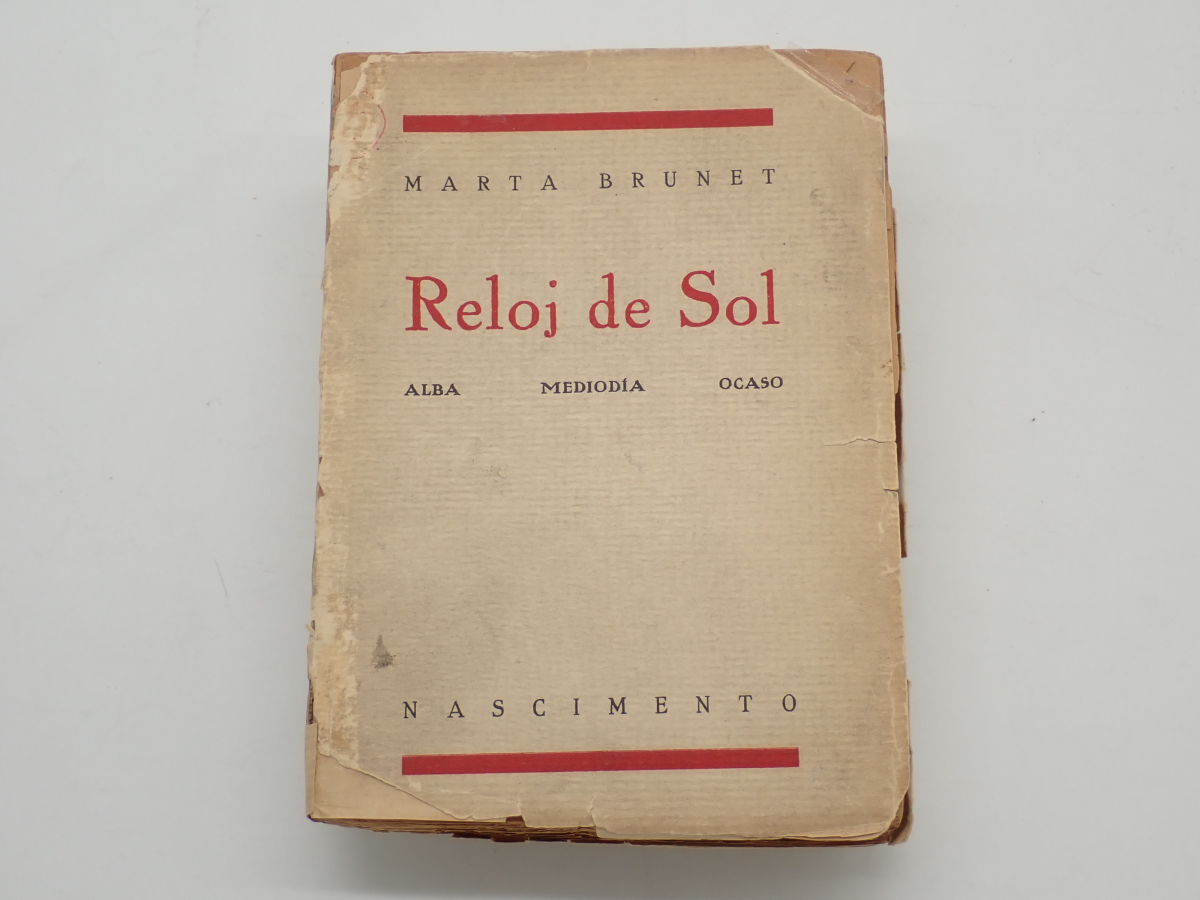 MARTA BRUNET
Reloj de Sol
ALBA MEDIODÍA OCASO
NASCIMENTO